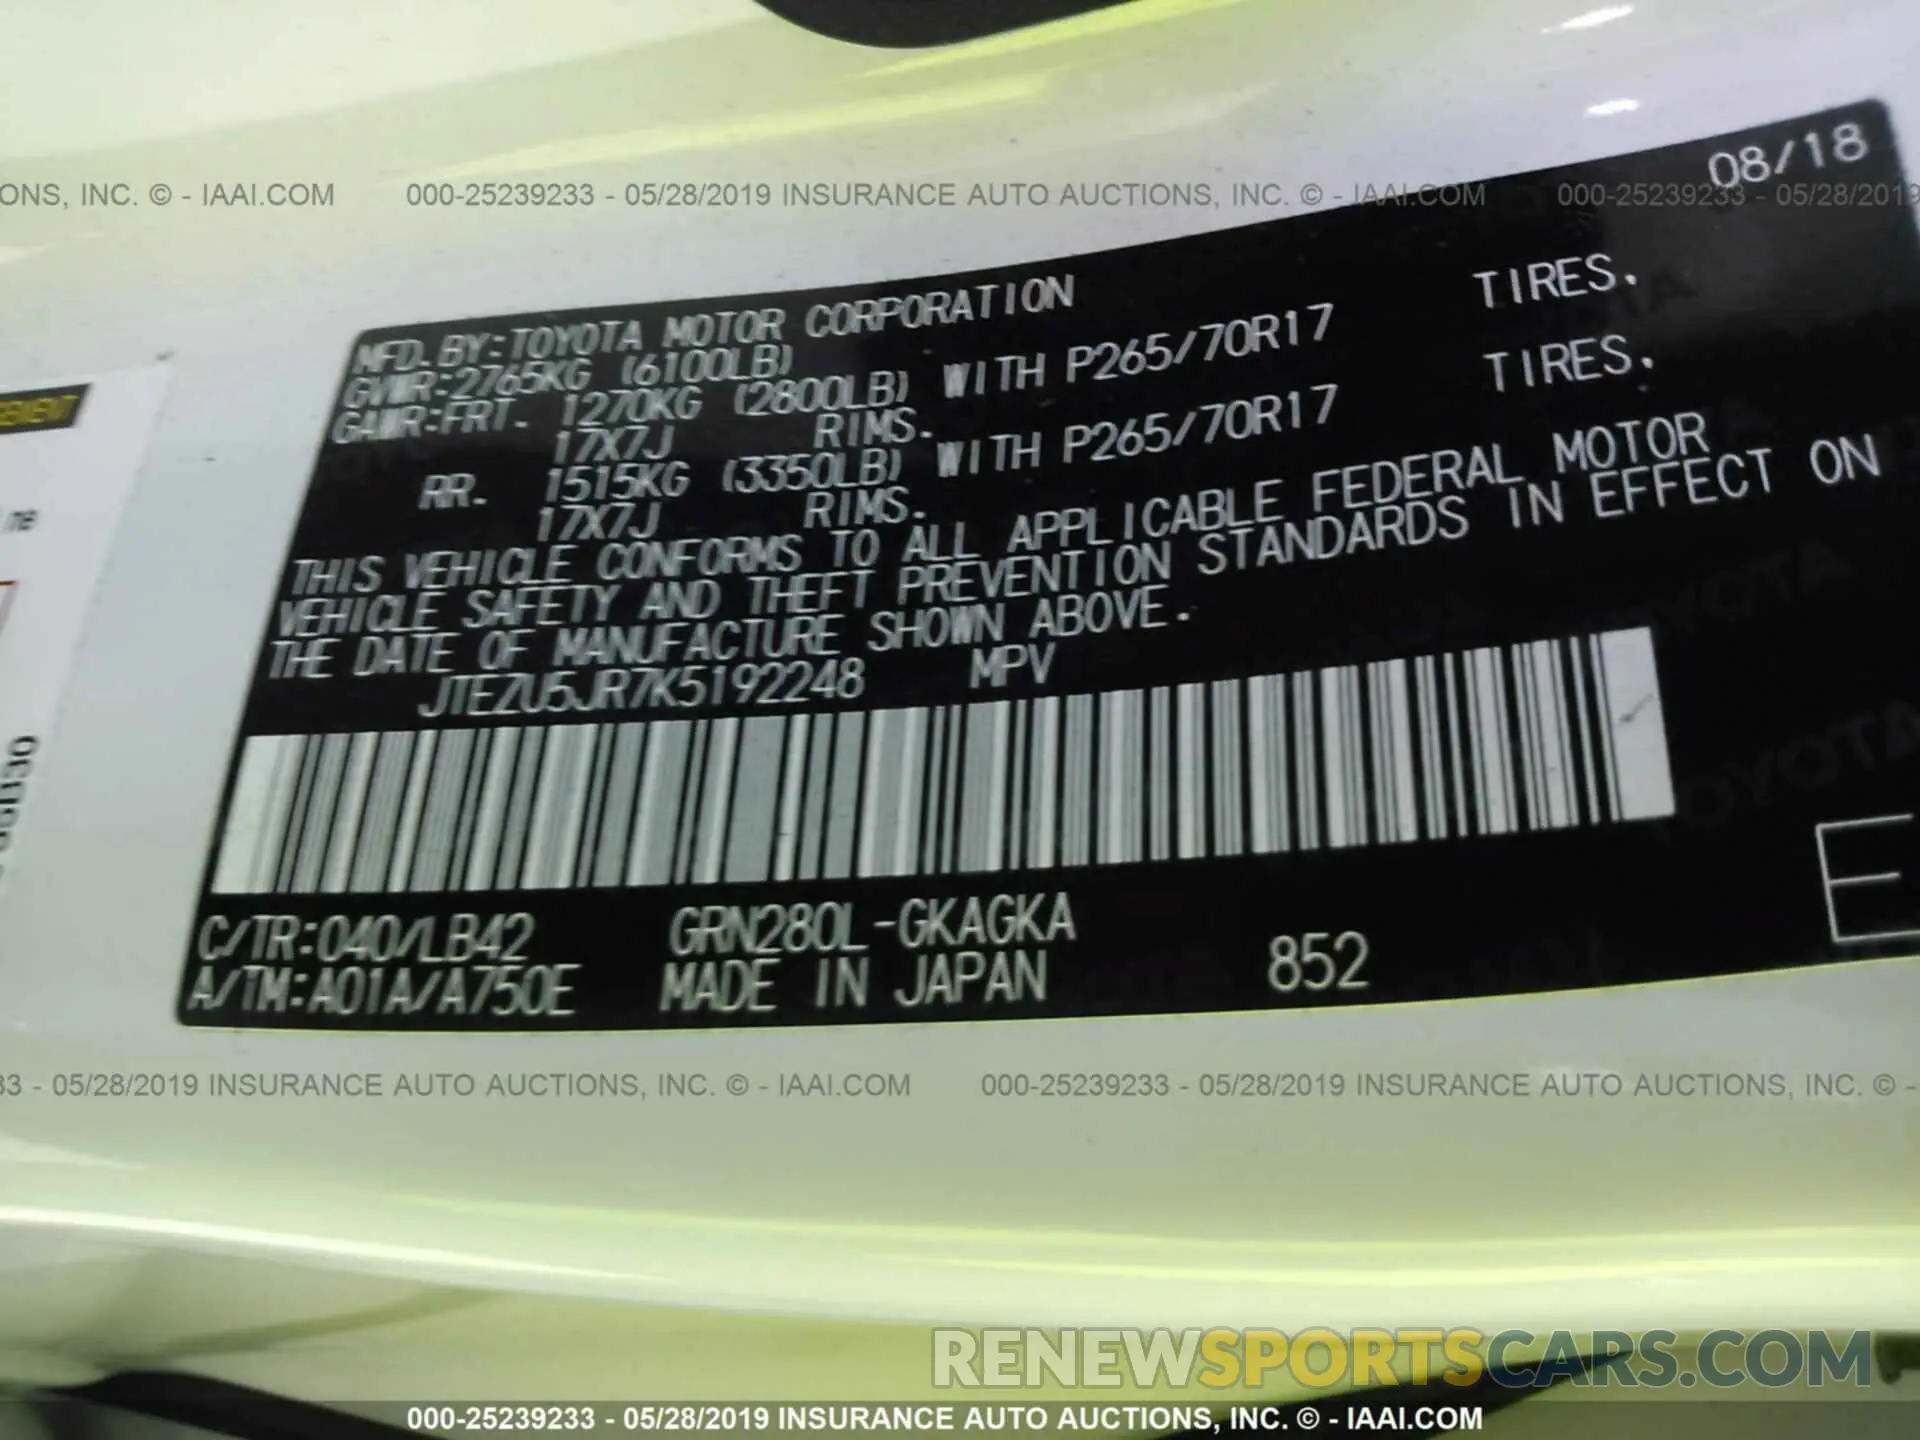 08/18
ONS, INC. © - IAAI.COM 000-25239233 - 05/28/2019 INSURANCE AUTO AUCTIONS, INC. © - IAAI.COM 000-25239233 - 05/28/2019
MFD. BY: TOYOTA MOTOR CORPORATION
GVWR: 2765KG (6100LB)
GAWR: FRT. 1270KG (2800LB) WITH P265/70R17 TIRES.
17X7J RIMS.
RR. 1515KG (3350LB) WITH P265/70R17 TIRES.
17X7J RIMS.
THIS VEHICLE CONFORMS TO ALL APPLICABLE FEDERAL MOTOR
VEHICLE SAFETY AND THEFT PREVENTION STANDARDS IN EFFECT ON
THE DATE OF MANUFACTURE SHOWN ABOVE.
JTEZU5JR7K5192248 MPV
C/TR: 040/LB42 GRN280L-GKAGKA
A/TM: A01A/A750E MADE IN JAPAN 852
E
33 - 05/28/2019 INSURANCE AUTO AUCTIONS, INC. © - IAAI.COM 000-25239233 - 05/28/2019 INSURANCE AUTO AUCTIONS, INC. © -
RENEWSPORTSCARS.COM
000-25239233 - 05/28/2019 INSURANCE AUTO AUCTIONS, INC. © - IAAI.COM